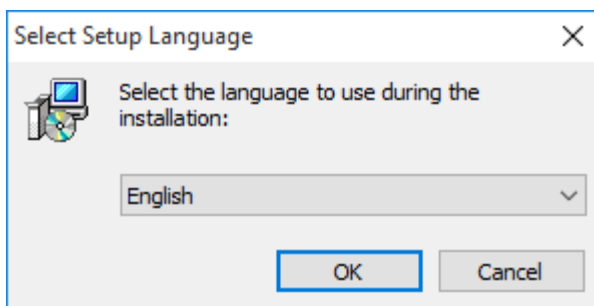 Select Setup Language
Select the language to use during the
installation:
English
OK
Cancel